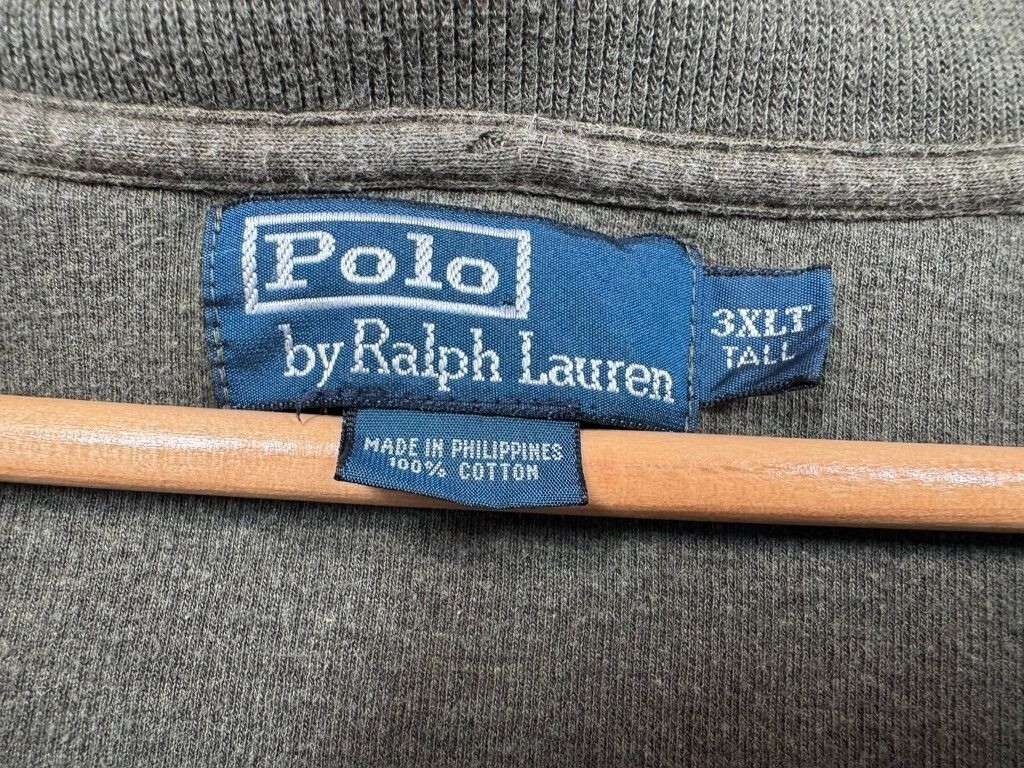 Polo
by Ralph Lauren
3XLT
TALL
MADE IN PHILIPPINES
100% COTTON